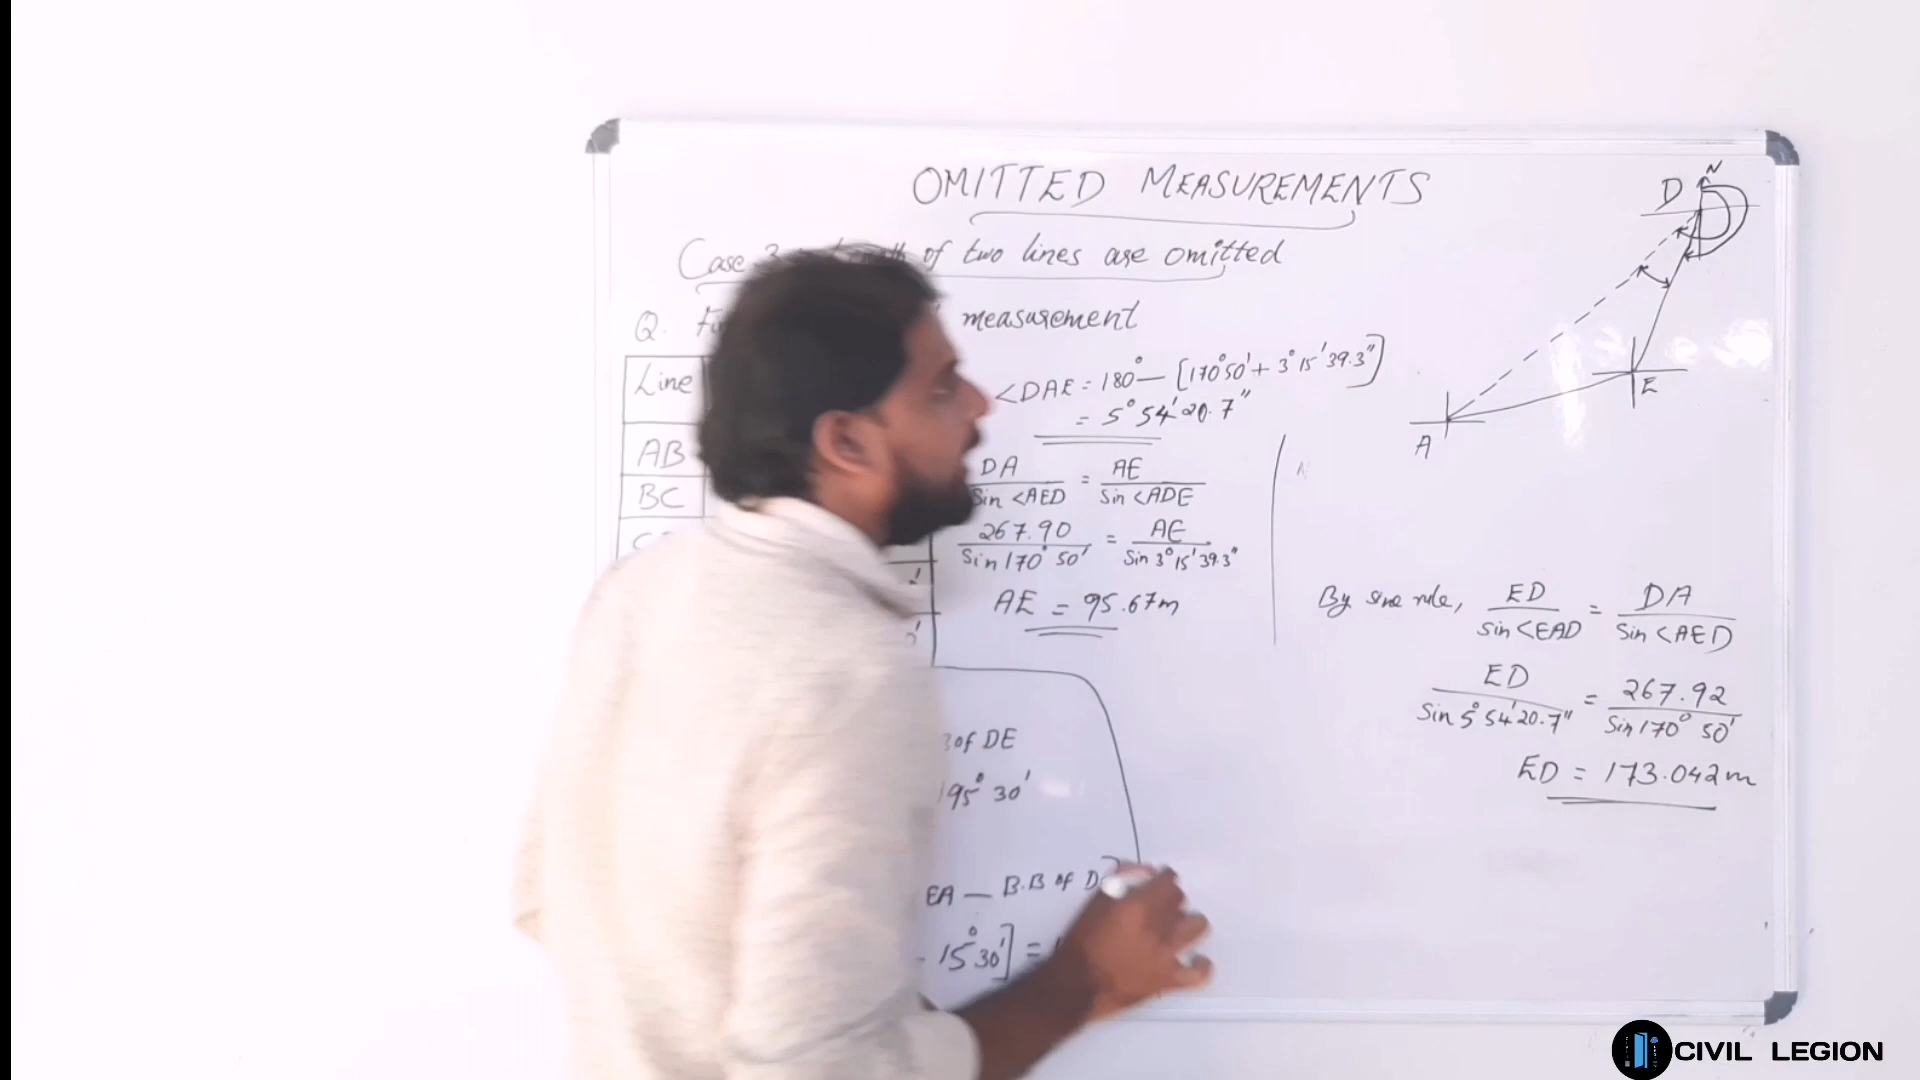 OMITTED MEASUREMENTS
Case of two lines are omitted
Q. measurement
Line
AB
BC
<DAE = 180° — [170°50' + 3°15'39.3"]
= 5°54'20.7"
DA / Sin <AED = AE / Sin <ADE
267.90 / Sin 170°50' = AE / Sin 3°15'39.3"
AE = 95.67m
of DE
195°30'
EA — B.B of D
- 15°30'] =
N
D
E
A
By sine rule, ED / Sin <EAD = DA / Sin <AED
ED / Sin 5°54'20.7" = 267.92 / Sin 170°50'
ED = 173.042m
CIVIL LEGION